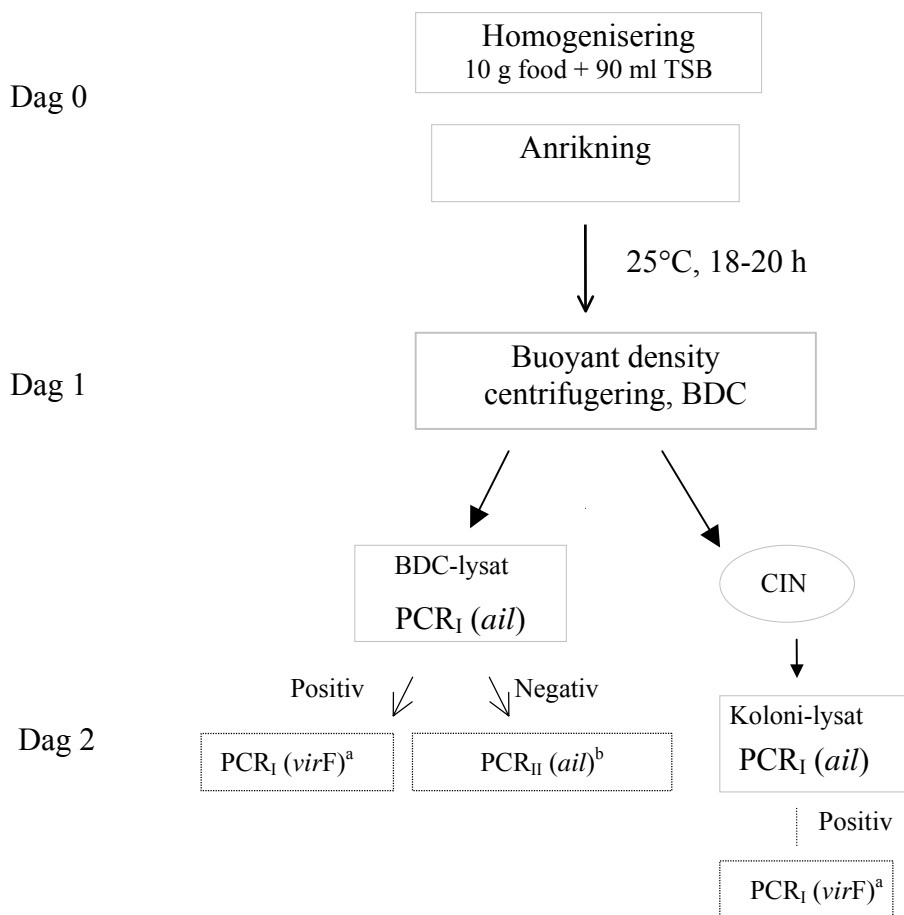 Homogenisering
10 g food + 90 ml TSB
Dag 0
Anrikning
25°C, 18-20 h
Buoyant density
centrifugering, BDC
Dag 1
BDC-lysat
PCRI (ail)
CIN
Positiv
Negativ
Koloni-lysat
PCRI (ail)
Dag 2
PCRI (virF)a
PCRII (ail)b
Positiv
PCRI (virF)a